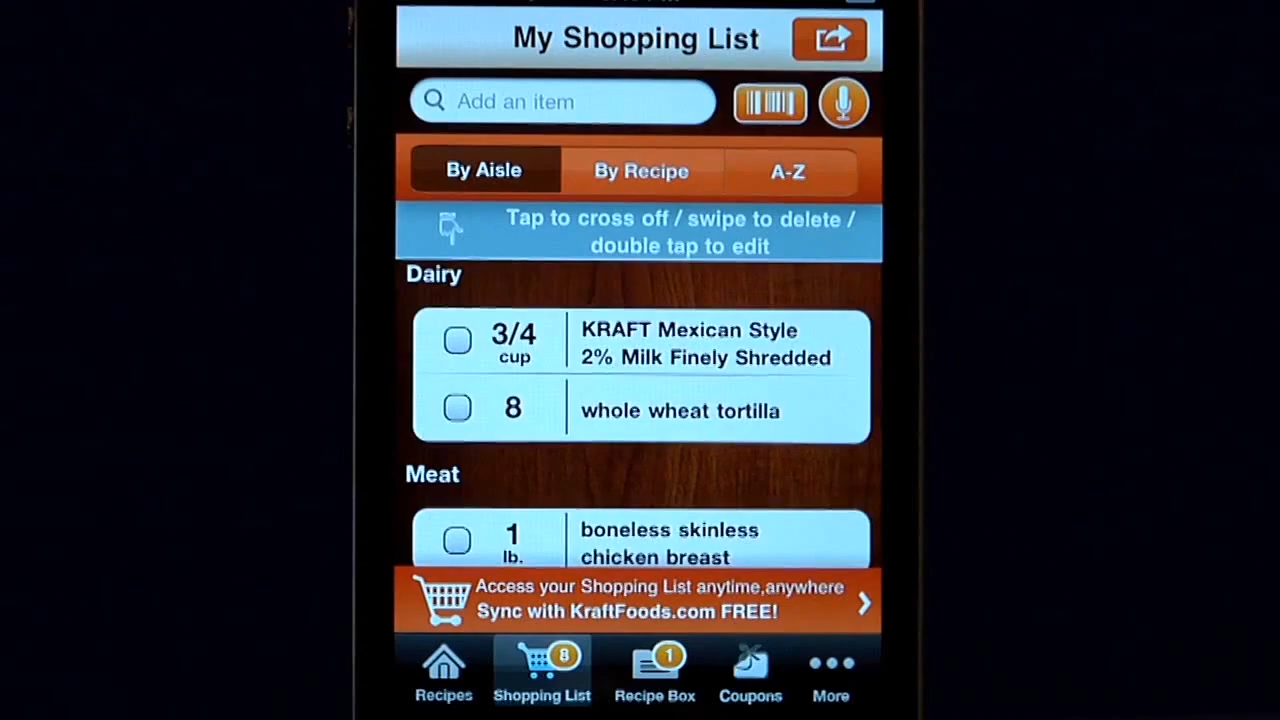 My Shopping List
Add an item
By Aisle By Recipe A-Z
Tap to cross off / swipe to delete /
double tap to edit
Dairy
3/4 cup
KRAFT Mexican Style
2% Milk Finely Shredded
8
whole wheat tortilla
Meat
1 lb.
boneless skinless
chicken breast
Access your Shopping List anytime,anywhere
Sync with KraftFoods.com FREE!
8 1
Recipes Shopping List Recipe Box Coupons More